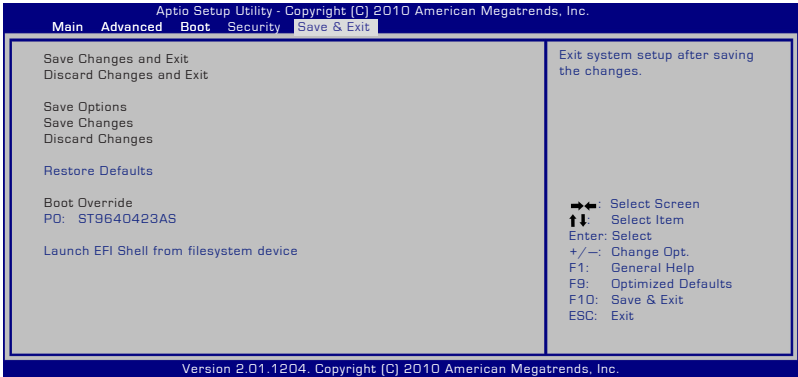 Aptio Setup Utility - Copyright (C) 2010 American Megatrends, Inc.
Main Advanced Boot Security Save & Exit
Save Changes and Exit
Discard Changes and Exit
Save Options
Save Changes
Discard Changes
Restore Defaults
Boot Override
P0: ST9640423AS
Launch EFI Shell from filesystem device
Exit system setup after saving
the changes.
→←: Select Screen
↑↓: Select Item
Enter: Select
+/—: Change Opt.
F1: General Help
F9: Optimized Defaults
F10: Save & Exit
ESC: Exit
Version 2.01.1204. Copyright (C) 2010 American Megatrends, Inc.